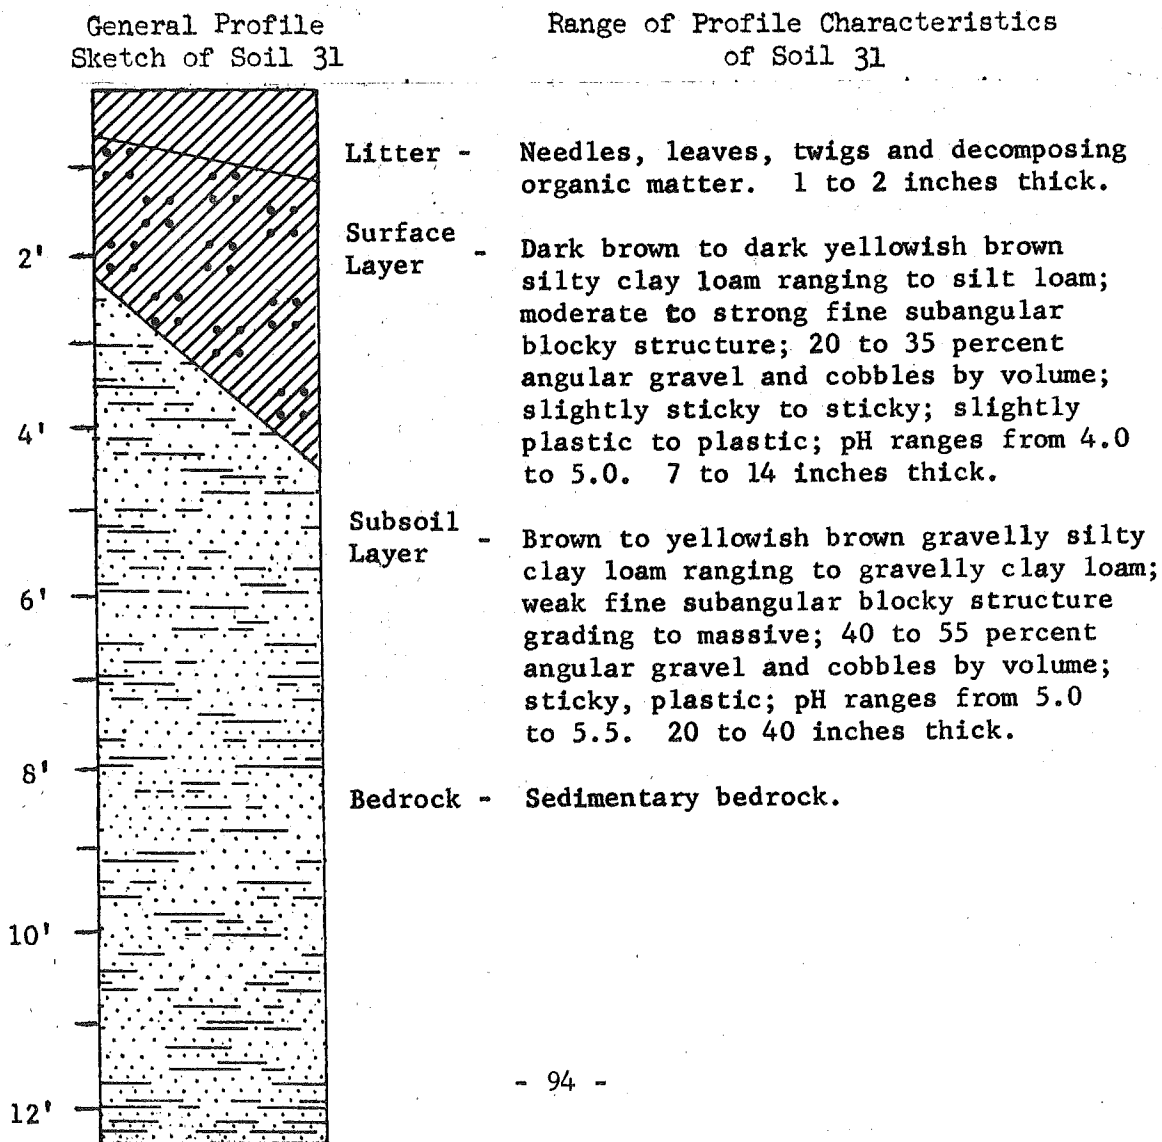 General Profile
Sketch of Soil 31
Range of Profile Characteristics
of Soil 31
Litter - Needles, leaves, twigs and decomposing
organic matter. 1 to 2 inches thick.
Surface
Layer - Dark brown to dark yellowish brown
silty clay loam ranging to silt loam;
moderate to strong fine subangular
blocky structure; 20 to 35 percent
angular gravel and cobbles by volume;
slightly sticky to sticky; slightly
plastic to plastic; pH ranges from 4.0
to 5.0. 7 to 14 inches thick.
Subsoil
Layer - Brown to yellowish brown gravelly silty
clay loam ranging to gravelly clay loam;
weak fine subangular blocky structure
grading to massive; 40 to 55 percent
angular gravel and cobbles by volume;
sticky, plastic; pH ranges from 5.0
to 5.5. 20 to 40 inches thick.
Bedrock - Sedimentary bedrock.
2'
4'
6'
8'
10'
12'
- 94 -